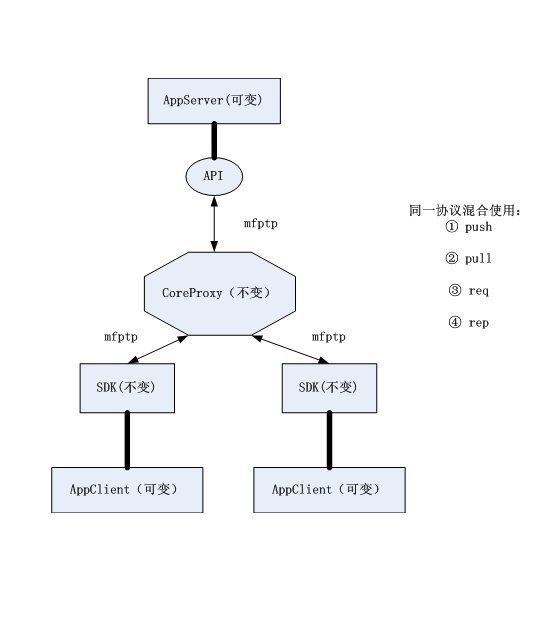 AppServer(可变)
API
mfptp
同一协议混合使用:
① push
② pull
③ req
④ rep
CoreProxy（不变）
mfptp
mfptp
SDK(不变)
SDK(不变)
AppClient（可变）
AppClient（可变）